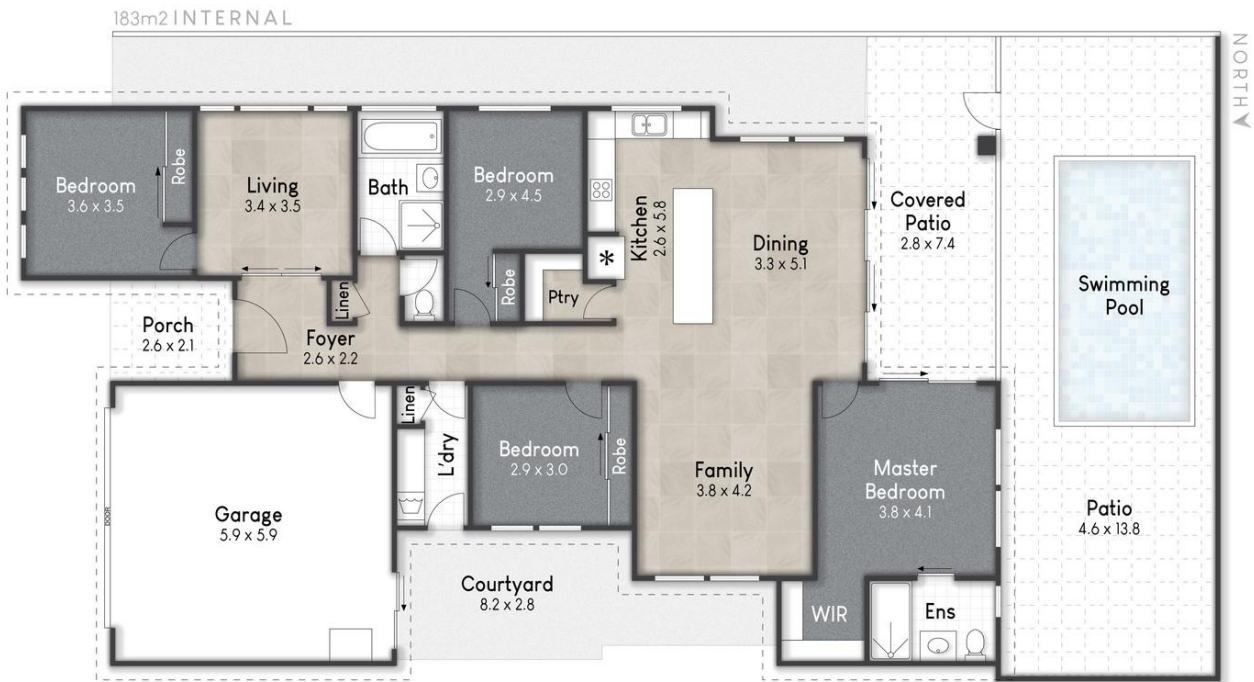 183m2 INTERNAL
NORTH
Bedroom
3.6 x 3.5
Robe
Living
3.4 x 3.5
Bath
Bedroom
2.9 x 4.5
Robe
Kitchen
2.6 x 5.8
*
Ptry
Dining
3.3 x 5.1
Covered
Patio
2.8 x 7.4
Swimming
Pool
Porch
2.6 x 2.1
Linen
Foyer
2.6 x 2.2
Linen
L'dry
Bedroom
2.9 x 3.0
Robe
Family
3.8 x 4.2
Master
Bedroom
3.8 x 4.1
Patio
4.6 x 13.8
DOOR
Garage
5.9 x 5.9
Courtyard
8.2 x 2.8
WIR
Ens